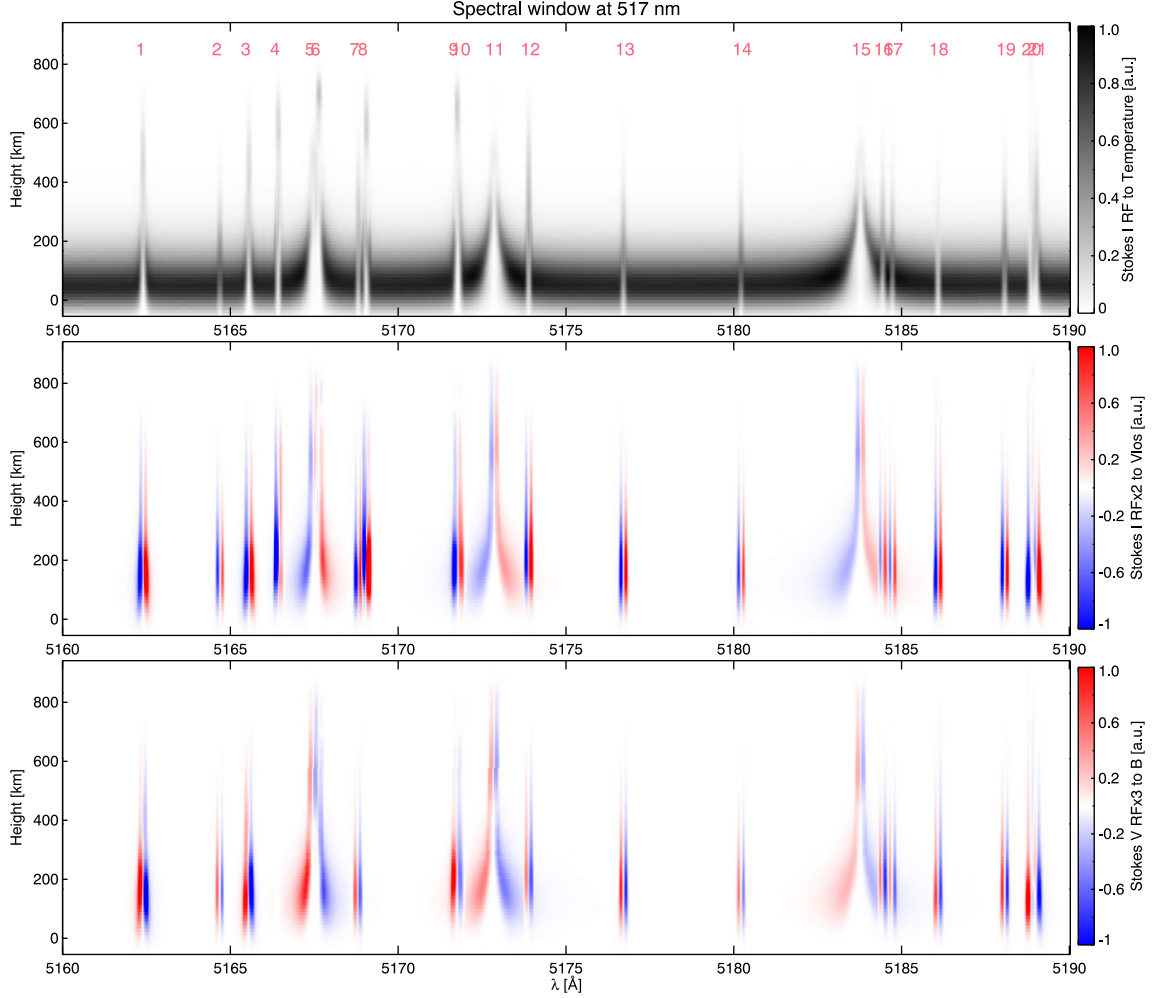 Spectral window at 517 nm
1 2 3 4 5 6 7 8 9 10 11 12 13 14 15 16 17 18 19 20 21
Height [km]
800
600
400
200
0
5160 5165 5170 5175 5180 5185 5190
1.0
0.8
0.6
0.4
0.2
0
Stokes I RF to Temperature [a.u.]
Height [km]
800
600
400
200
0
5160 5165 5170 5175 5180 5185 5190
1.0
0.6
0.2
-0.2
-0.6
-1
Stokes I RFx2 to Vlos [a.u.]
Height [km]
800
600
400
200
0
5160 5165 5170 5175 5180 5185 5190
λ [Å]
1.0
0.6
0.2
-0.2
-0.6
-1
Stokes V RFx3 to B [a.u.]